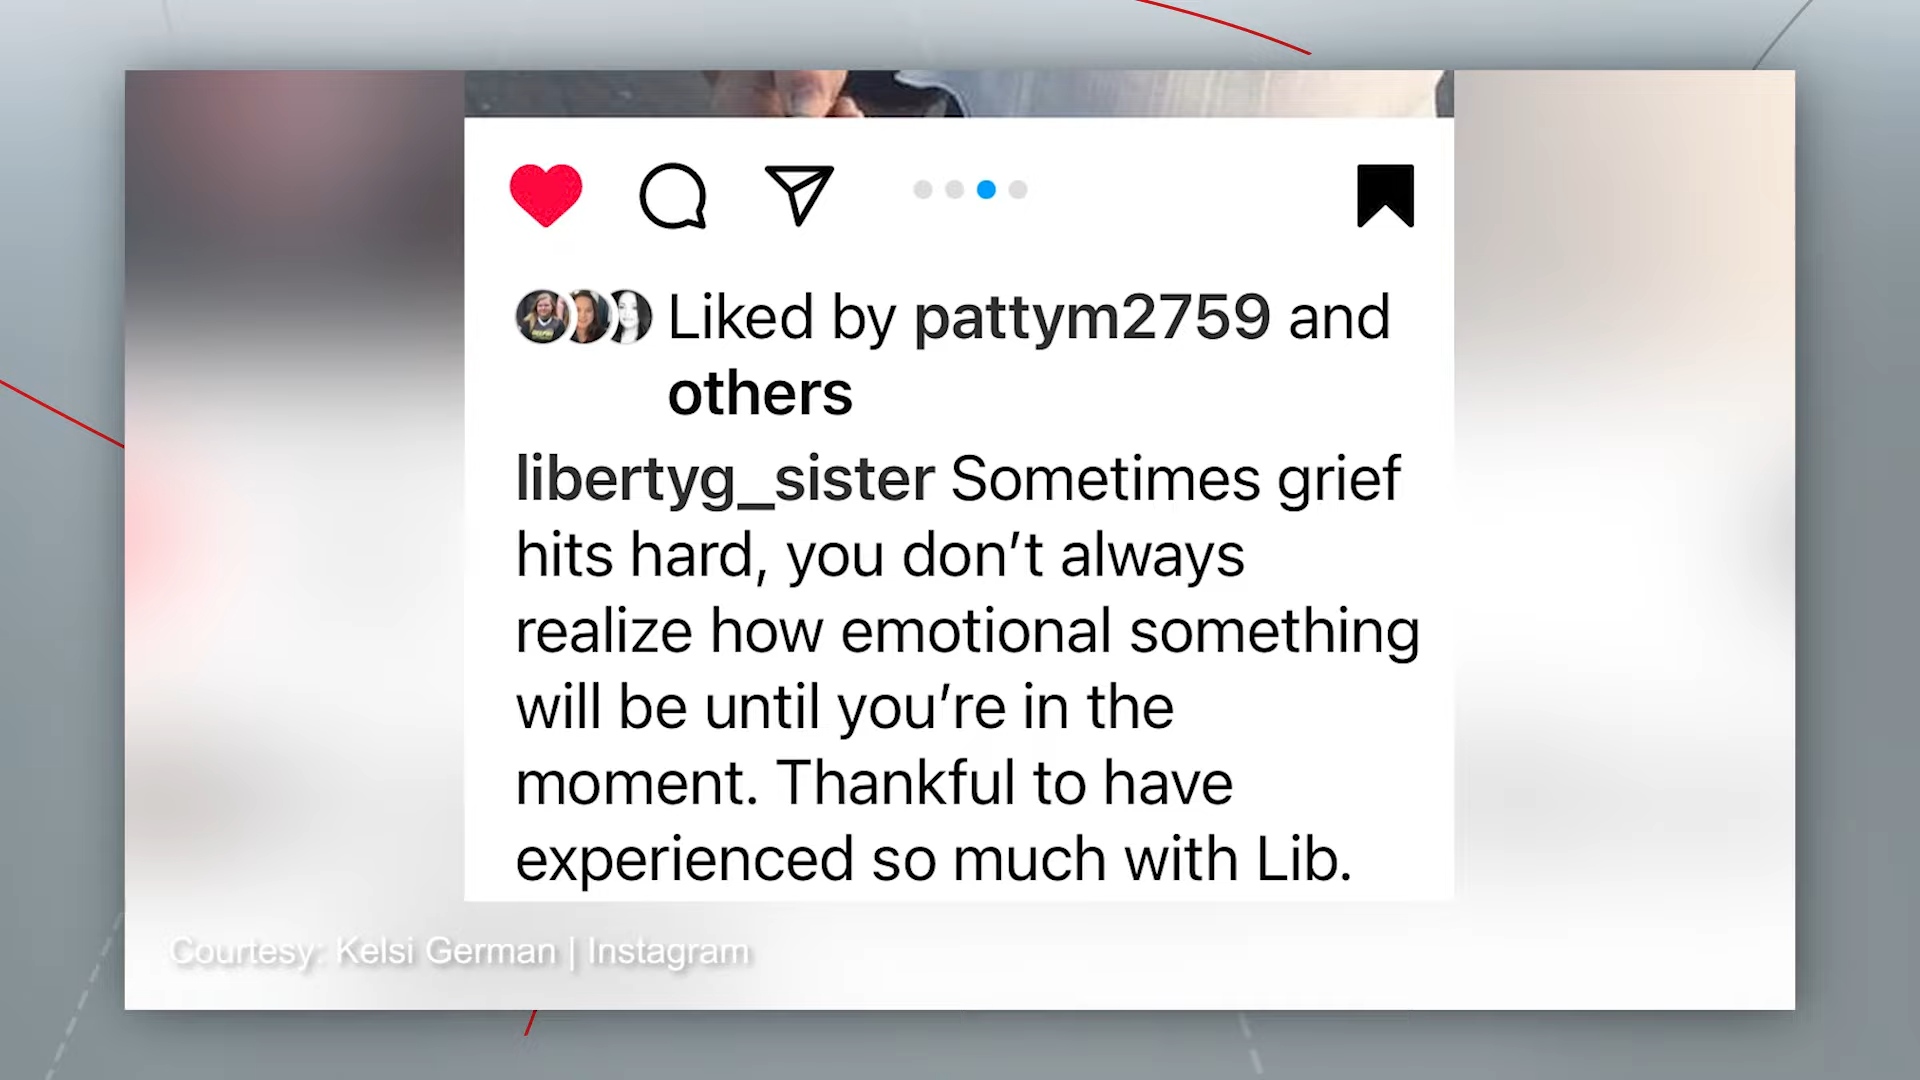 Liked by pattym2759 and
others
libertyg_sister Sometimes grief
hits hard, you don’t always
realize how emotional something
will be until you’re in the
moment. Thankful to have
experienced so much with Lib.
Courtesy: Kelsi German | Instagram